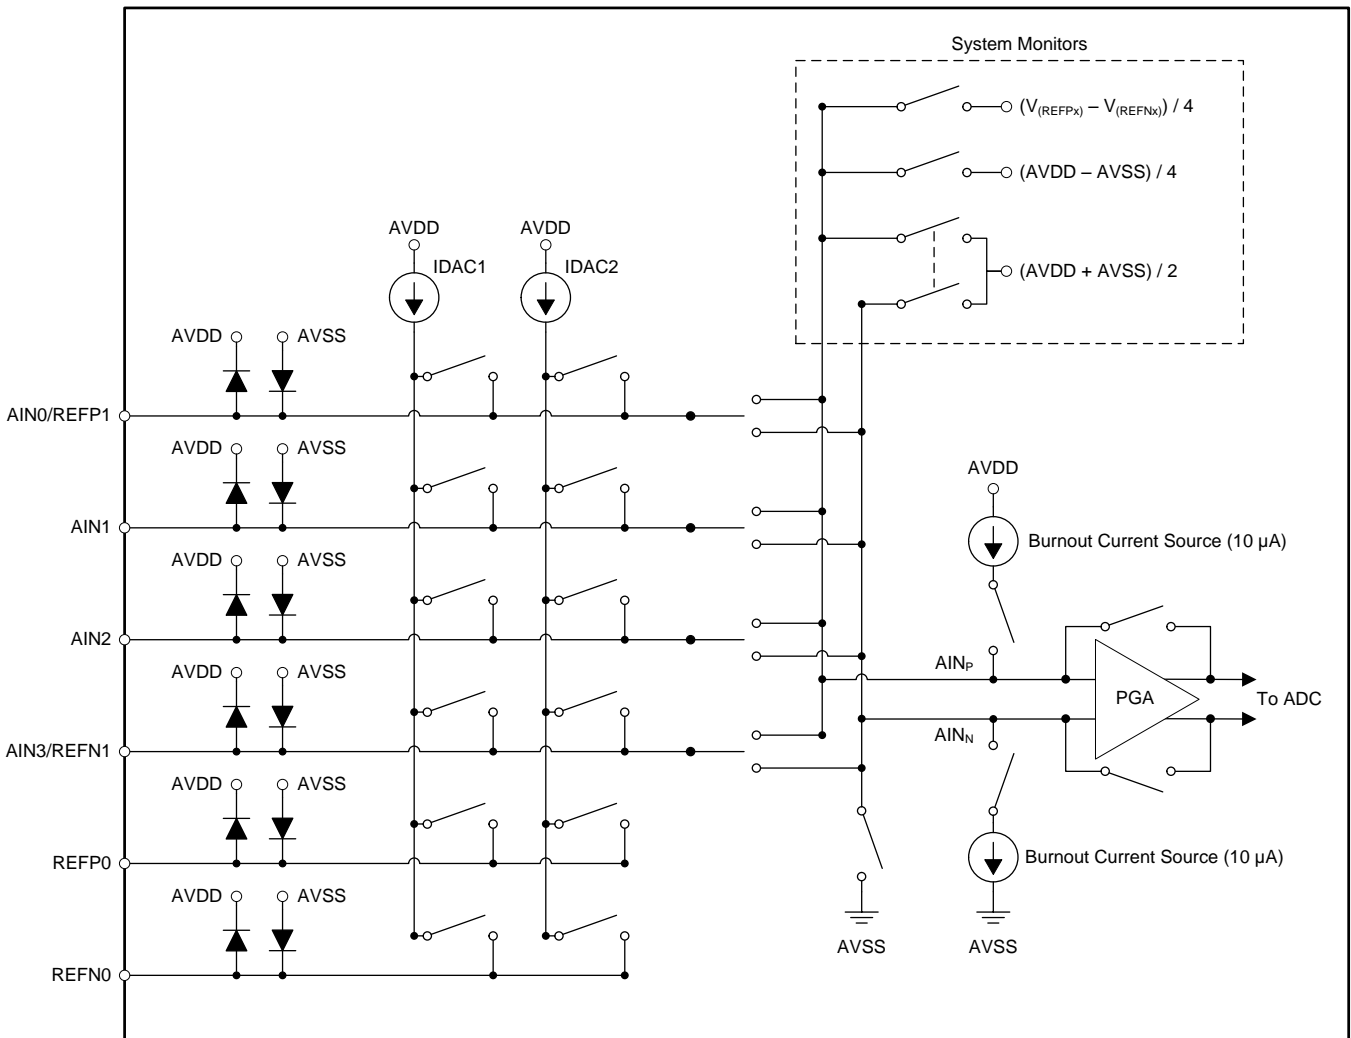 System Monitors
(V(REFPx) – V(REFNx)) / 4
(AVDD – AVSS) / 4
(AVDD + AVSS) / 2
AVDD
AVDD
IDAC1
IDAC2
AVDD
AVSS
AIN0/REFP1
AVDD
AVSS
AIN1
AVDD
AVSS
AIN2
AVDD
AVSS
AIN3/REFN1
AVDD
AVSS
REFP0
AVDD
AVSS
REFN0
AVDD
Burnout Current Source (10 µA)
AINP
PGA
To ADC
AINN
Burnout Current Source (10 µA)
AVSS
AVSS